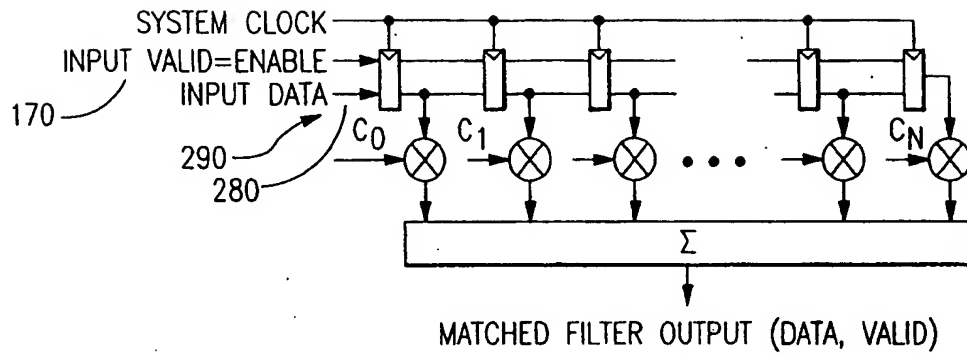 SYSTEM CLOCK
INPUT VALID=ENABLE
INPUT DATA
170
290
280
C0
C1
CN
Σ
MATCHED FILTER OUTPUT (DATA, VALID)